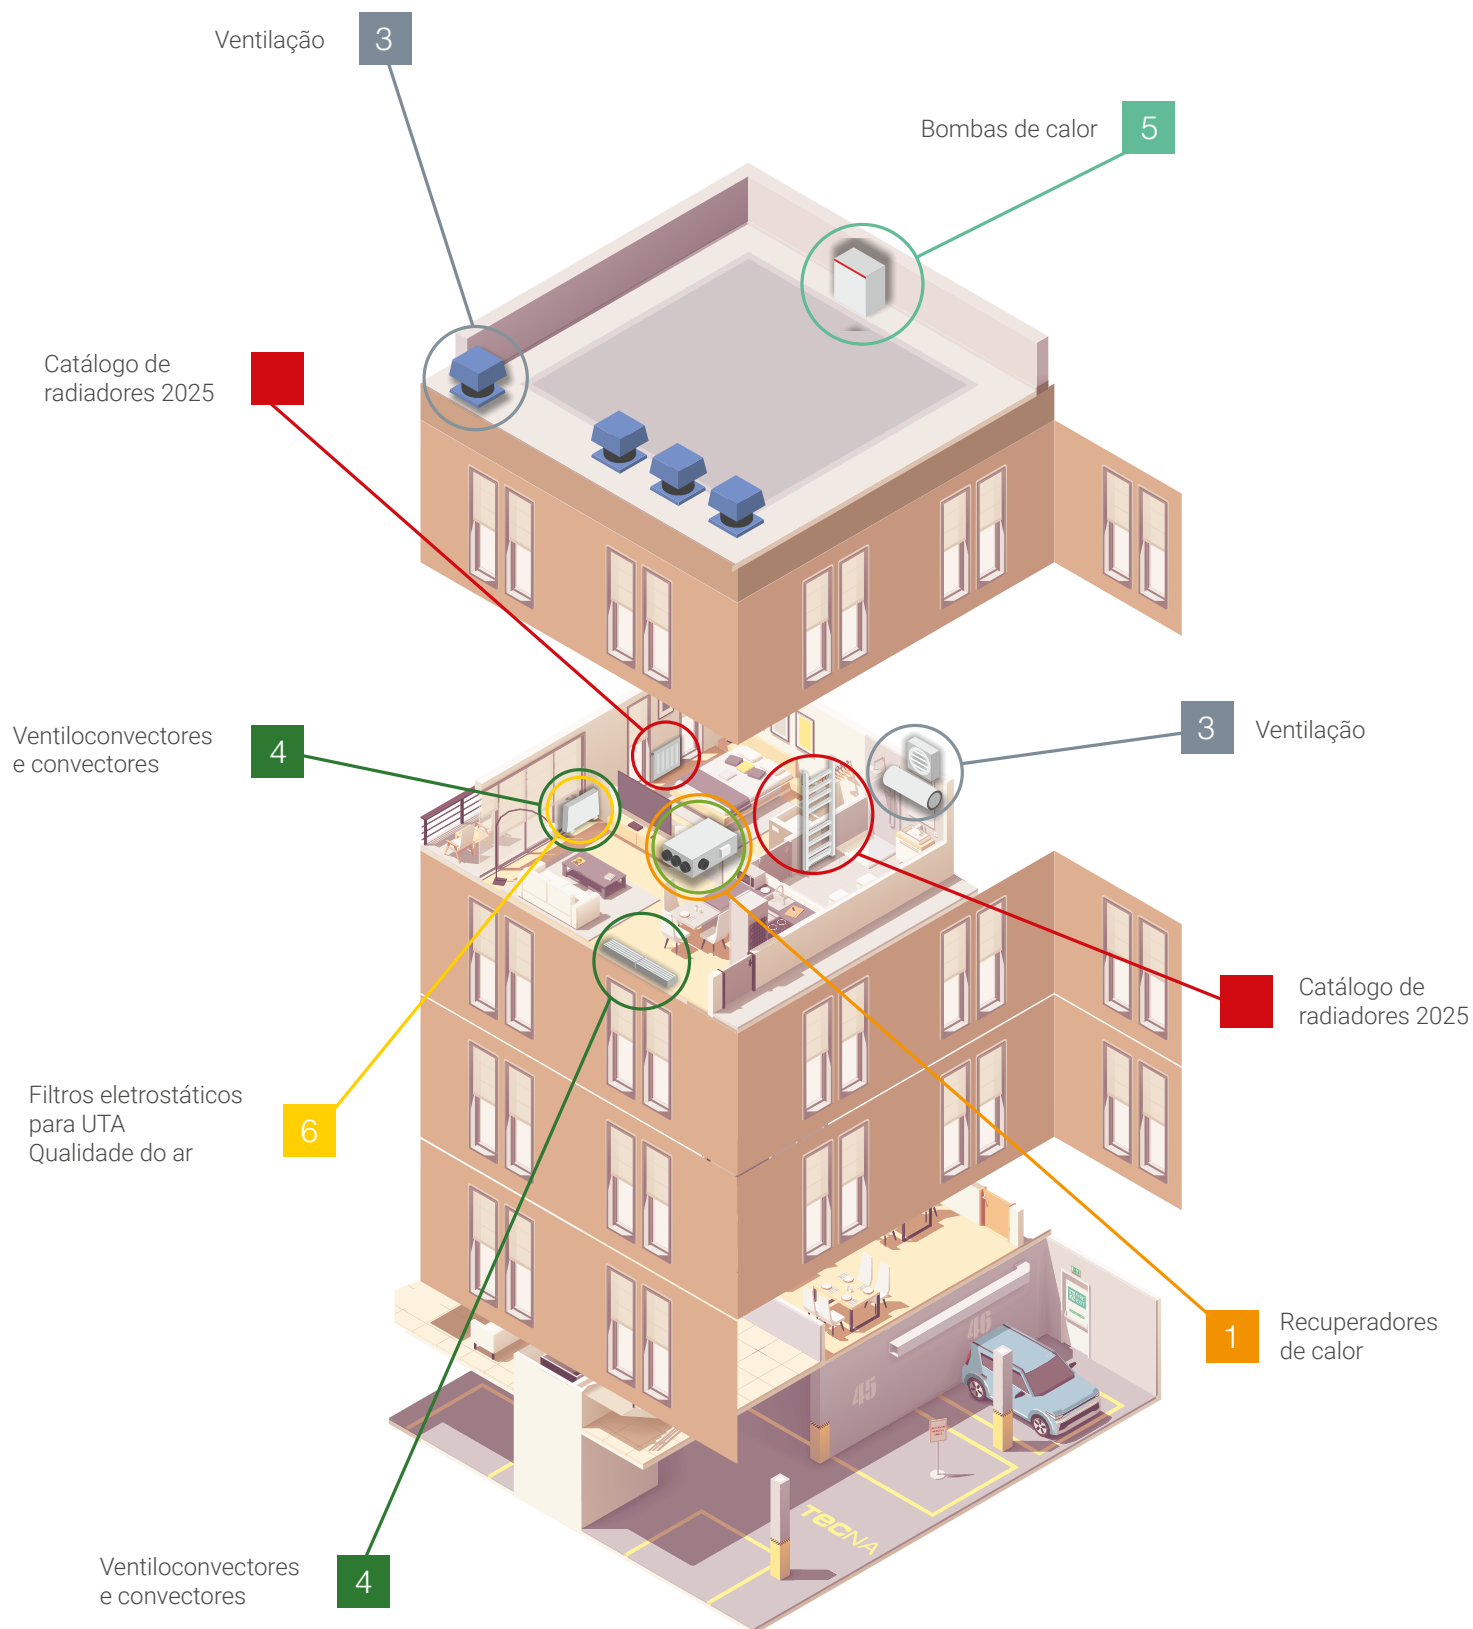 Ventilação
3
Bombas de calor
5
Catálogo de
radiadores 2025
Ventiloconvectores
e convectores
4
3
Ventilação
Catálogo de
radiadores 2025
Filtros eletrostáticos
para UTA
Qualidade do ar
6
1
Recuperadores
de calor
46
45
TECNA
Ventiloconvectores
e convectores
4